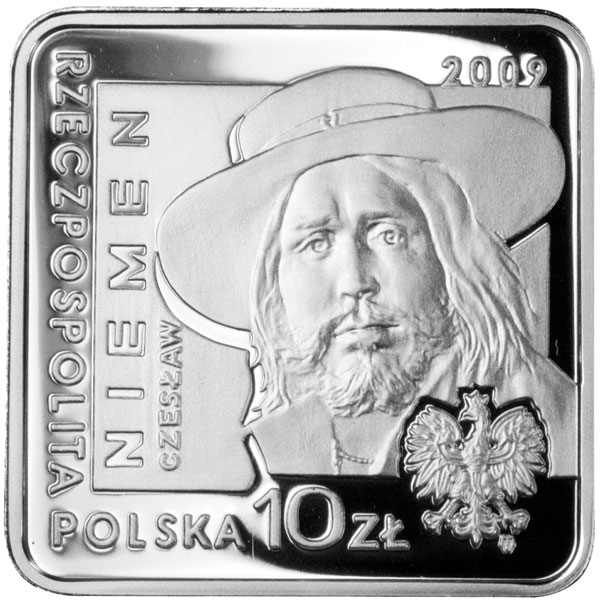 2009
RZECZPOSPOLITA
POLSKA 10 ZŁ
NIEMEN
CZESŁAW